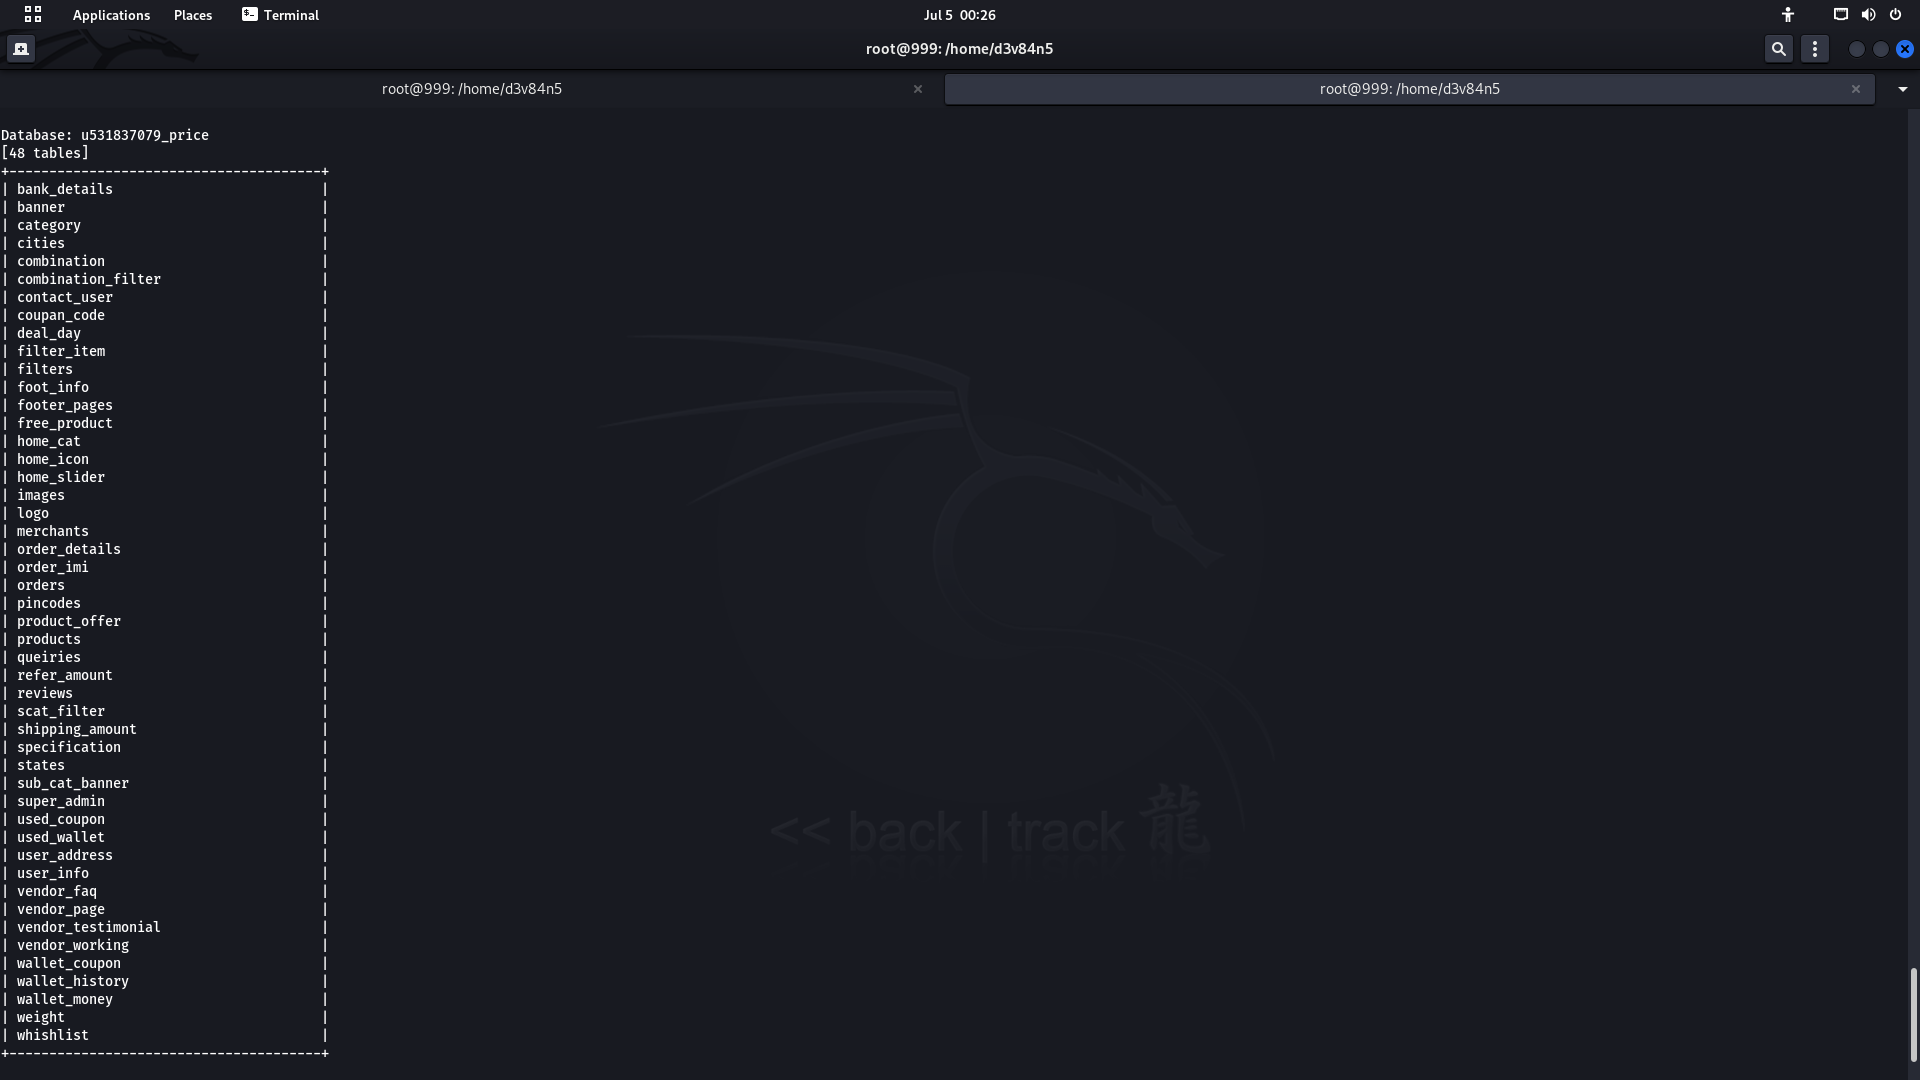 Applications Places Terminal Jul 5 00:26
root@999: /home/d3v84n5
root@999: /home/d3v84n5 × root@999: /home/d3v84n5 ×
Database: u531837079_price
[48 tables]
+---------------------------------------+
| bank_details |
| banner |
| category |
| cities |
| combination |
| combination_filter |
| contact_user |
| coupan_code |
| deal_day |
| filter_item |
| filters |
| foot_info |
| footer_pages |
| free_product |
| home_cat |
| home_icon |
| home_slider |
| images |
| logo |
| merchants |
| order_details |
| order_imi |
| orders |
| pincodes |
| product_offer |
| products |
| queiries |
| refer_amount |
| reviews |
| scat_filter |
| shipping_amount |
| specification |
| states |
| sub_cat_banner |
| super_admin |
| used_coupon |
| used_wallet |
| user_address |
| user_info |
| vendor_faq |
| vendor_page |
| vendor_testimonial |
| vendor_working |
| wallet_coupon |
| wallet_history |
| wallet_money |
| weight |
| whishlist |
+---------------------------------------+
<< back | track 龍